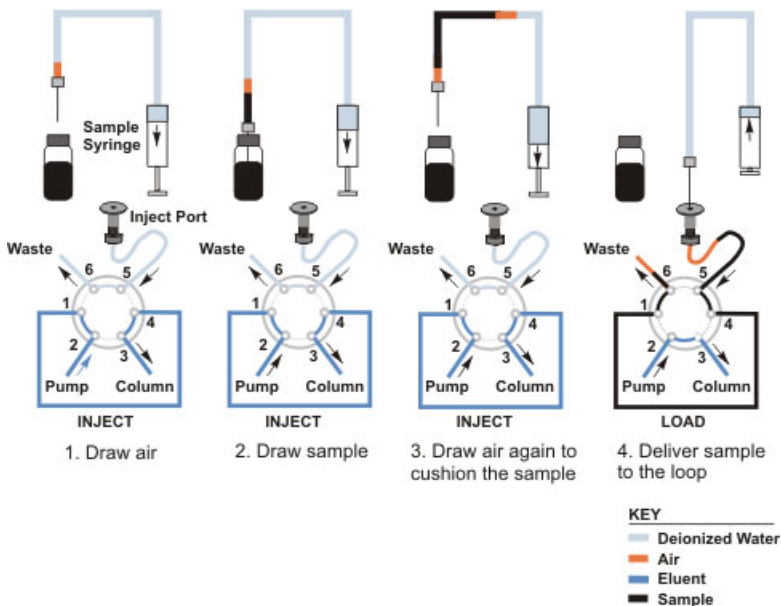 Sample
Syringe
Inject Port
Waste
6
5
1
4
2
3
Pump
Column
INJECT
1. Draw air
Waste
6
5
1
4
2
3
Pump
Column
INJECT
2. Draw sample
Waste
6
5
1
4
2
3
Pump
Column
INJECT
3. Draw air again to
cushion the sample
Waste
6
5
1
4
2
3
Pump
Column
LOAD
4. Deliver sample
to the loop
KEY
Deionized Water
Air
Eluent
Sample